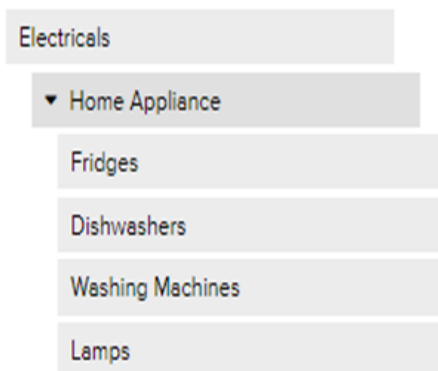 Electricals
Home Appliance
Fridges
Dishwashers
Washing Machines
Lamps